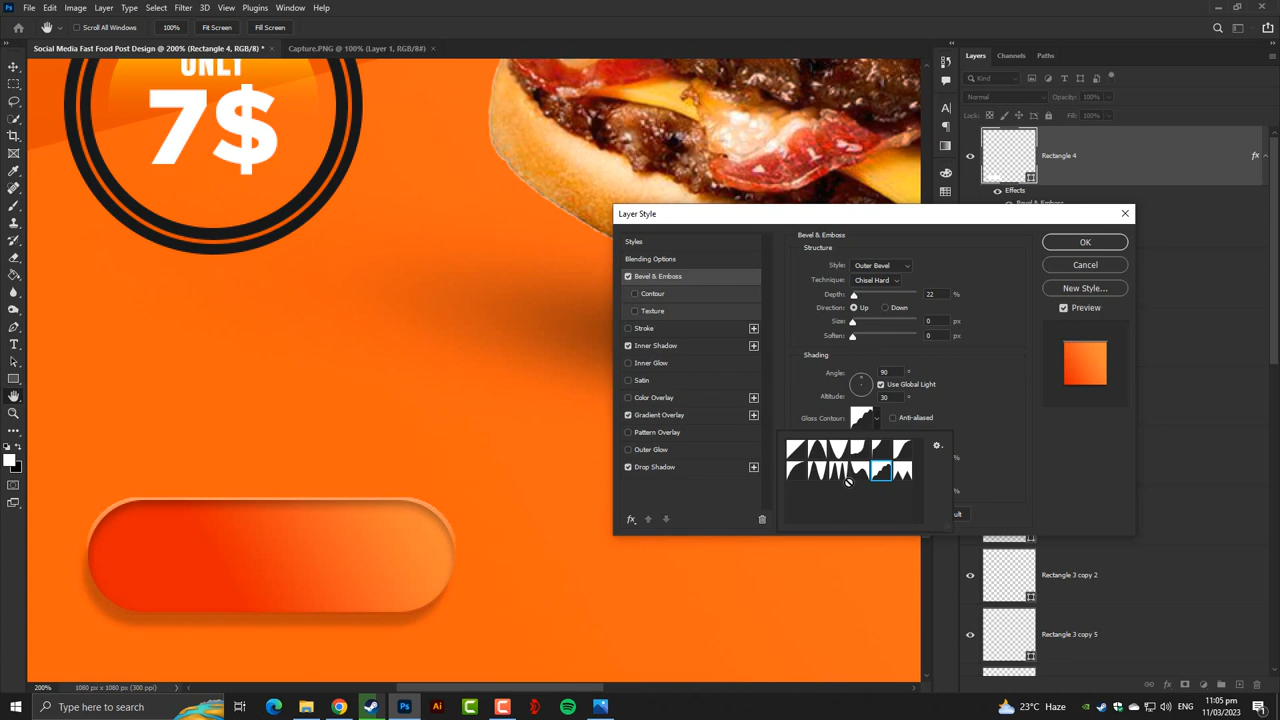 Ps File Edit Image Layer Type Select Filter 3D View Plugins Window Help
Scroll All Windows 100% Fit Screen Fill Screen
Social Media Fast Food Post Design @ 200% (Rectangle 4, RGB/8) * × Capture.PNG @ 100% (Layer 1, RGB/8#) ×
Layers Channels Paths
Kind
Normal Opacity: 100%
Lock: Fill: 100%
ONLY
7$
Rectangle 4 fx
Effects
Bevel & Emboss
Layer Style
Styles
Blending Options
Bevel & Emboss
Contour
Texture
Stroke
Inner Shadow
Inner Glow
Satin
Color Overlay
Gradient Overlay
Pattern Overlay
Outer Glow
Drop Shadow
fx
Bevel & Emboss
Structure
Style: Outer Bevel
Technique: Chisel Hard
Depth: 22 %
Direction: Up Down
Size: 0 px
Soften: 0 px
Shading
Angle: 90 °
Use Global Light
Altitude: 30 °
Gloss Contour: Anti-aliased
%
%
OK
Cancel
New Style...
Preview
Rectangle 3 copy 2
Rectangle 3 copy 5
200% 1080 px x 1080 px (300 ppi)
Type here to search
Ps Ai
23°C Haze
ENG
11:05 pm
11/03/2023